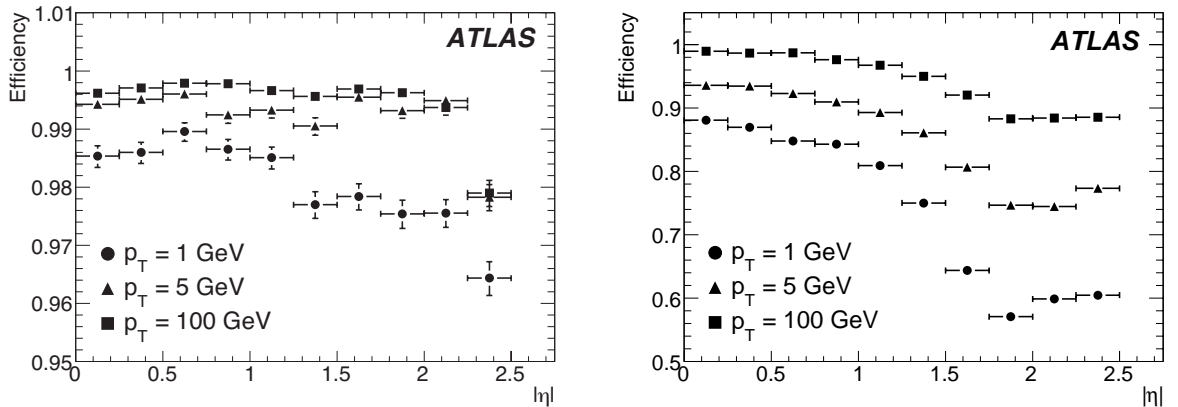 1.01
ATLAS
Efficiency
1
0.99
0.98
0.97
p_T = 1 GeV
p_T = 5 GeV
0.96
p_T = 100 GeV
0.95
0 0.5 1 1.5 2 2.5
|η|
ATLAS
Efficiency
1
0.9
0.8
0.7
p_T = 1 GeV
p_T = 5 GeV
0.6
p_T = 100 GeV
0.5
0 0.5 1 1.5 2 2.5
|η|